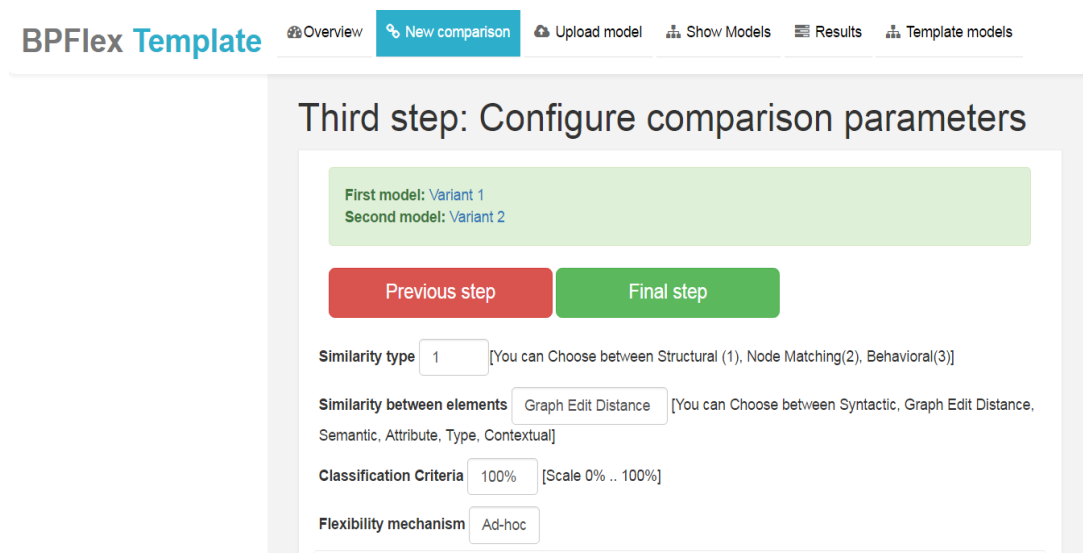 BPFlex Template
Overview
New comparison
Upload model
Show Models
Results
Template models
Third step: Configure comparison parameters
First model: Variant 1
Second model: Variant 2
Previous step
Final step
Similarity type 1 [You can Choose between Structural (1), Node Matching(2), Behavioral(3)]
Similarity between elements Graph Edit Distance [You can Choose between Syntactic, Graph Edit Distance,
Semantic, Attribute, Type, Contextual]
Classification Criteria 100% [Scale 0% .. 100%]
Flexibility mechanism Ad-hoc